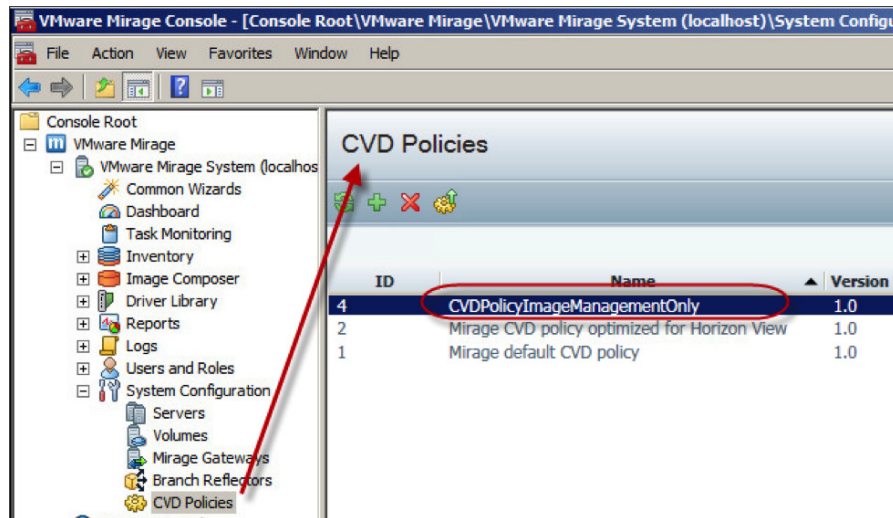 VMware Mirage Console - [Console Root\VMware Mirage\VMware Mirage System (localhost)\System Configu
File Action View Favorites Window Help
Console Root
VMware Mirage
VMware Mirage System (localhos
Common Wizards
Dashboard
Task Monitoring
Inventory
Image Composer
Driver Library
Reports
Logs
Users and Roles
System Configuration
Servers
Volumes
Mirage Gateways
Branch Reflectors
CVD Policies
CVD Policies
ID Name Version
4 CVDPolicyImageManagementOnly 1.0
2 Mirage CVD policy optimized for Horizon View 1.0
1 Mirage default CVD policy 1.0